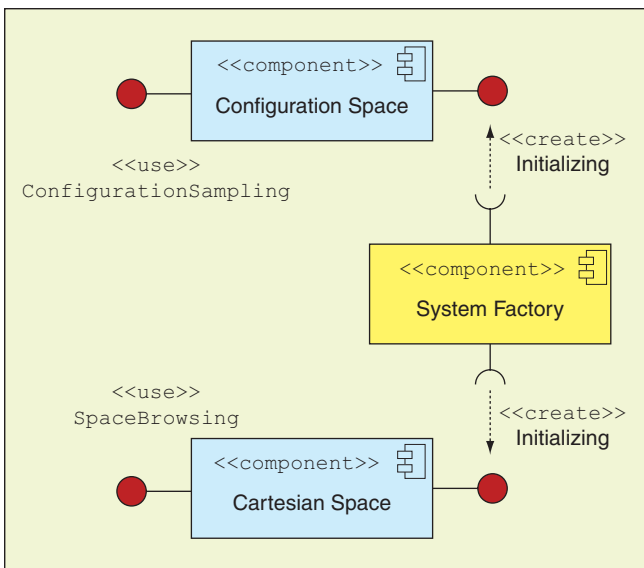 <<component>>
Configuration Space
<<use>>
ConfigurationSampling
<<create>>
Initializing
<<component>>
System Factory
<<use>>
SpaceBrowsing
<<create>>
Initializing
<<component>>
Cartesian Space